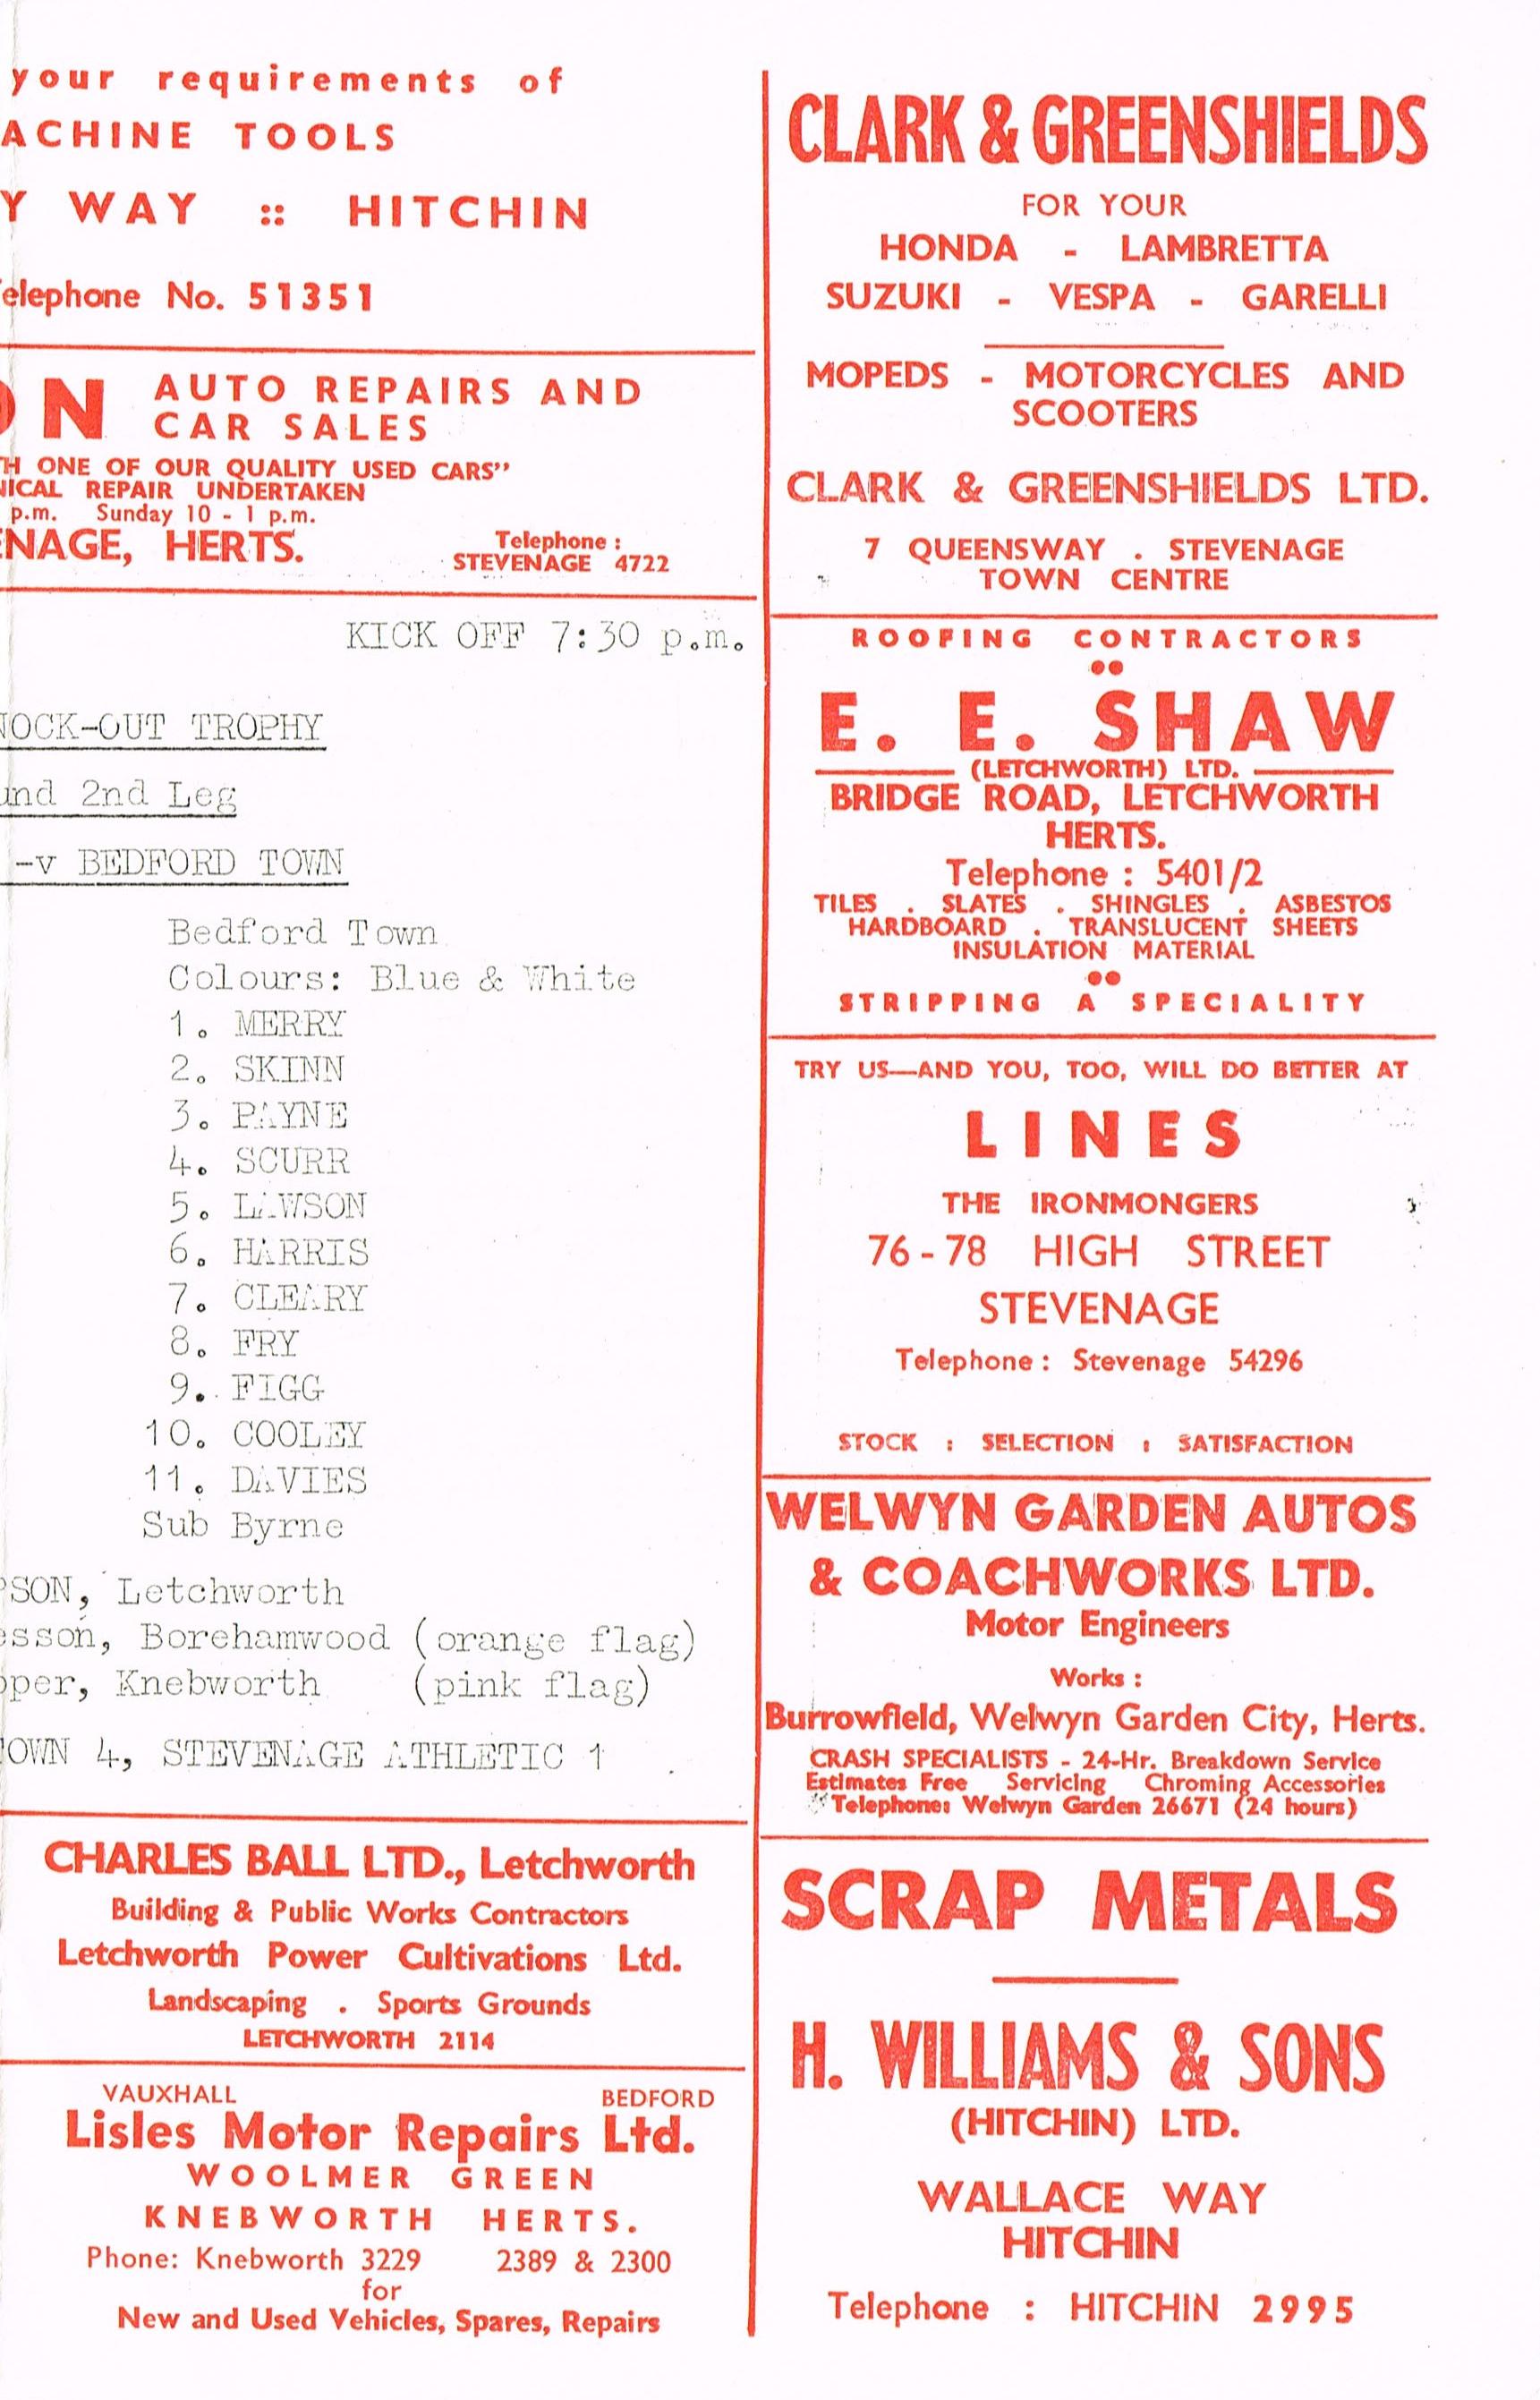 your requirements of
ACHINE TOOLS
Y WAY :: HITCHIN
elephone No. 51351
ON AUTO REPAIRS AND
CAR SALES
H ONE OF OUR QUALITY USED CARS"
NICAL REPAIR UNDERTAKEN
p.m. Sunday 10 - 1 p.m.
ENAGE, HERTS.
Telephone :
STEVENAGE 4722
KICK OFF 7:30 p.m.
NOCK-OUT TROPHY
und 2nd Leg
-v BEDFORD TOWN
Bedford Town
Colours: Blue & White
1. MERRY
2. SKINN
3. PAYNE
4. SCURR
5. LAWSON
6. HARRIS
7. CLEARY
8. FRY
9. FIGG
10. COOLEY
11. DAVIES
Sub Byrne
PSON, Letchworth
esson, Borehamwood (orange flag)
pper, Knebworth (pink flag)
TOWN 4, STEVENAGE ATHLETIC 1
CHARLES BALL LTD., Letchworth
Building & Public Works Contractors
Letchworth Power Cultivations Ltd.
Landscaping . Sports Grounds
LETCHWORTH 2114
VAUXHALL BEDFORD
Lisles Motor Repairs Ltd.
WOOLMER GREEN
KNEBWORTH HERTS.
Phone: Knebworth 3229 2389 & 2300
for
New and Used Vehicles, Spares, Repairs
CLARK & GREENSHIELDS
FOR YOUR
HONDA - LAMBRETTA
SUZUKI - VESPA - GARELLI
MOPEDS - MOTORCYCLES AND
SCOOTERS
CLARK & GREENSHIELDS LTD.
7 QUEENSWAY . STEVENAGE
TOWN CENTRE
ROOFING CONTRACTORS
E. E. SHAW
(LETCHWORTH) LTD.
BRIDGE ROAD, LETCHWORTH
HERTS.
Telephone : 5401/2
TILES . SLATES . SHINGLES . ASBESTOS
HARDBOARD . TRANSLUCENT SHEETS
INSULATION MATERIAL
STRIPPING A SPECIALITY
TRY US—AND YOU, TOO, WILL DO BETTER AT
LINES
THE IRONMONGERS
76-78 HIGH STREET
STEVENAGE
Telephone : Stevenage 54296
STOCK : SELECTION : SATISFACTION
WELWYN GARDEN AUTOS
& COACHWORKS LTD.
Motor Engineers
Works :
Burrowfield, Welwyn Garden City, Herts.
CRASH SPECIALISTS - 24-Hr. Breakdown Service
Estimates Free Servicing Chroming Accessories
Telephone: Welwyn Garden 26671 (24 hours)
SCRAP METALS
H. WILLIAMS & SONS
(HITCHIN) LTD.
WALLACE WAY
HITCHIN
Telephone : HITCHIN 2995